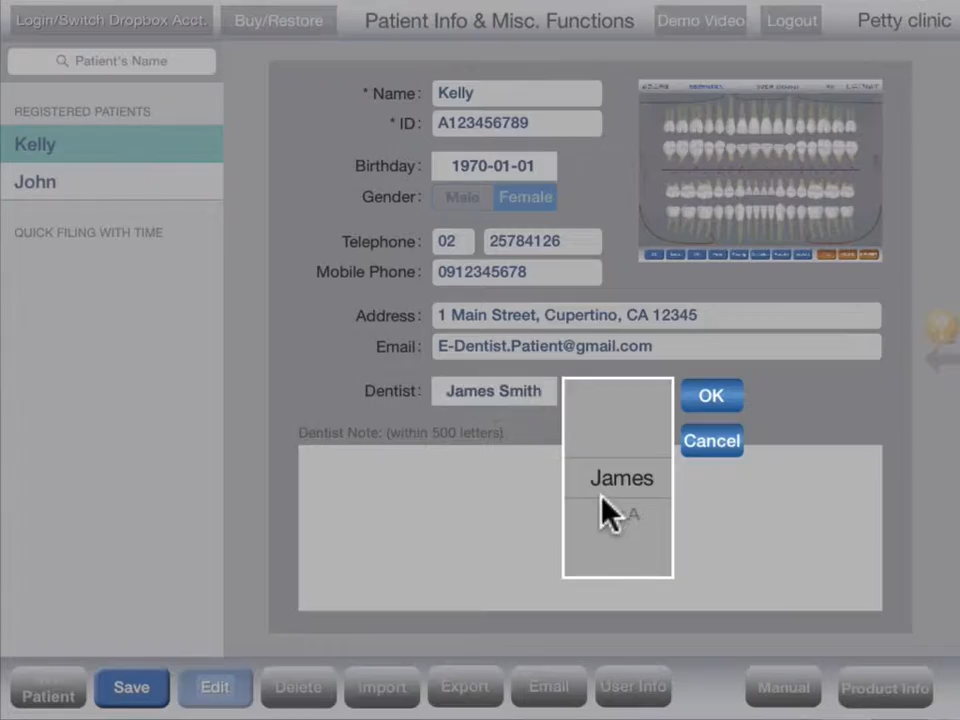 Login/Switch Dropbox Acct.
Buy/Restore
Patient Info & Misc. Functions
Demo Video
Logout
Petty clinic
Patient's Name
REGISTERED PATIENTS
Kelly
John
QUICK FILING WITH TIME
* Name: Kelly
* ID: A123456789
Birthday: 1970-01-01
Gender: Male Female
Telephone: 02 25784126
Mobile Phone: 0912345678
Address: 1 Main Street, Cupertino, CA 12345
Email: E-Dentist.Patient@gmail.com
Dentist: James Smith
OK
Cancel
Dentist Note: (within 500 letters)
James
A
Patient
Save
Edit
Delete
Import
Export
Email
User Info
Manual
Product Info